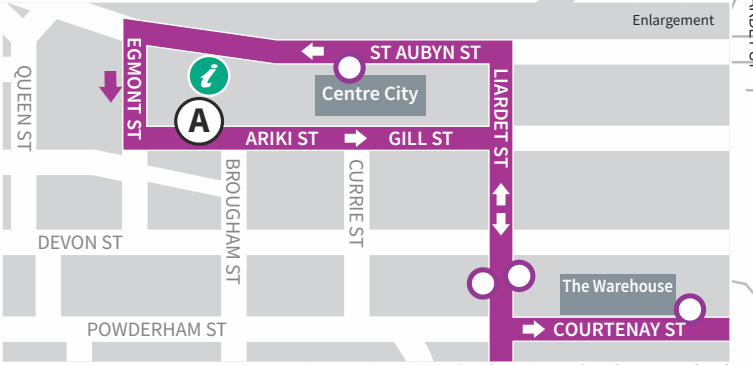 Enlargement
EGMONT ST
ST AUBYN ST
QUEEN ST
i
LIARDET ST
Centre City
A
ARIKI ST
GILL ST
BROUGHAM ST
CURRIE ST
DEVON ST
The Warehouse
POWDERHAM ST
COURTENAY ST